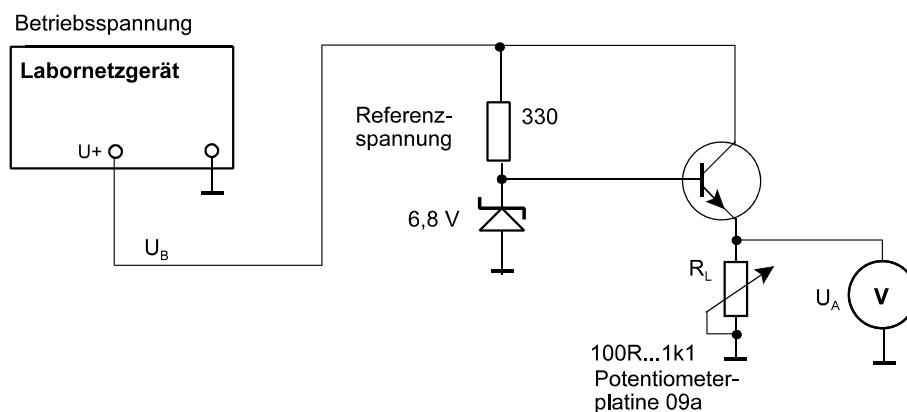 Betriebsspannung
Labornetzgerät
U+
U_B
Referenz-
spannung
330
6,8 V
R_L
U_A
V
100R...1k1
Potentiometer-
platine 09a